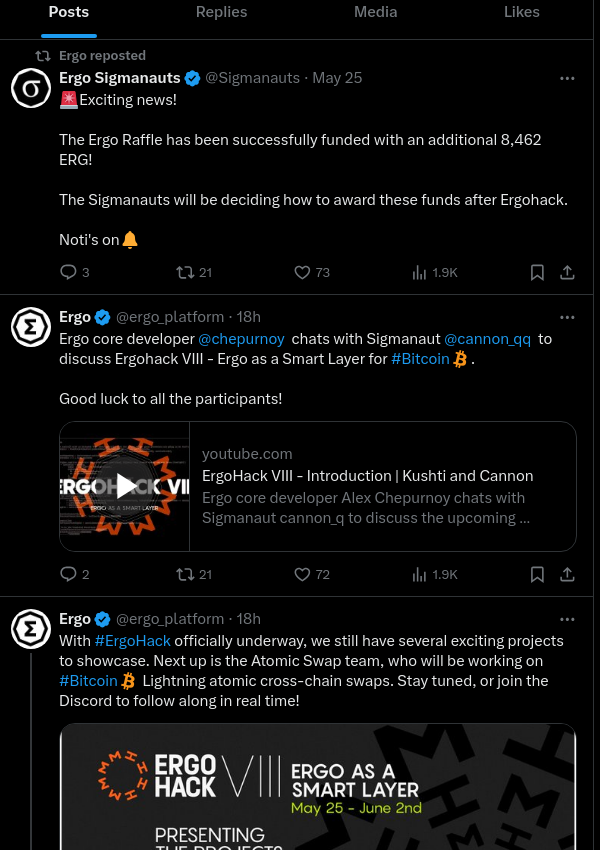 Posts Replies Media Likes
Ergo reposted
Ergo Sigmanauts @Sigmanauts · May 25
🚨Exciting news!
The Ergo Raffle has been successfully funded with an additional 8,462
ERG!
The Sigmanauts will be deciding how to award these funds after Ergohack.
Noti's on🔔
3 21 73 1.9K
Ergo @ergo_platform · 18h
Ergo core developer @chepurnoy chats with Sigmanaut @cannon_qq to
discuss Ergohack VIII - Ergo as a Smart Layer for #Bitcoin .
Good luck to all the participants!
ERGOHACK VIII
ERGO AS A SMART LAYER
youtube.com
ErgoHack VIII - Introduction | Kushti and Cannon
Ergo core developer Alex Chepurnoy chats with
Sigmanaut cannon_q to discuss the upcoming ...
2 21 72 1.9K
Ergo @ergo_platform · 18h
With #ErgoHack officially underway, we still have several exciting projects
to showcase. Next up is the Atomic Swap team, who will be working on
#Bitcoin Lightning atomic cross-chain swaps. Stay tuned, or join the
Discord to follow along in real time!
ERGO HACK VIII
ERGO AS A
SMART LAYER
May 25 - June 2nd
PRESENTING
THE PROJECTS